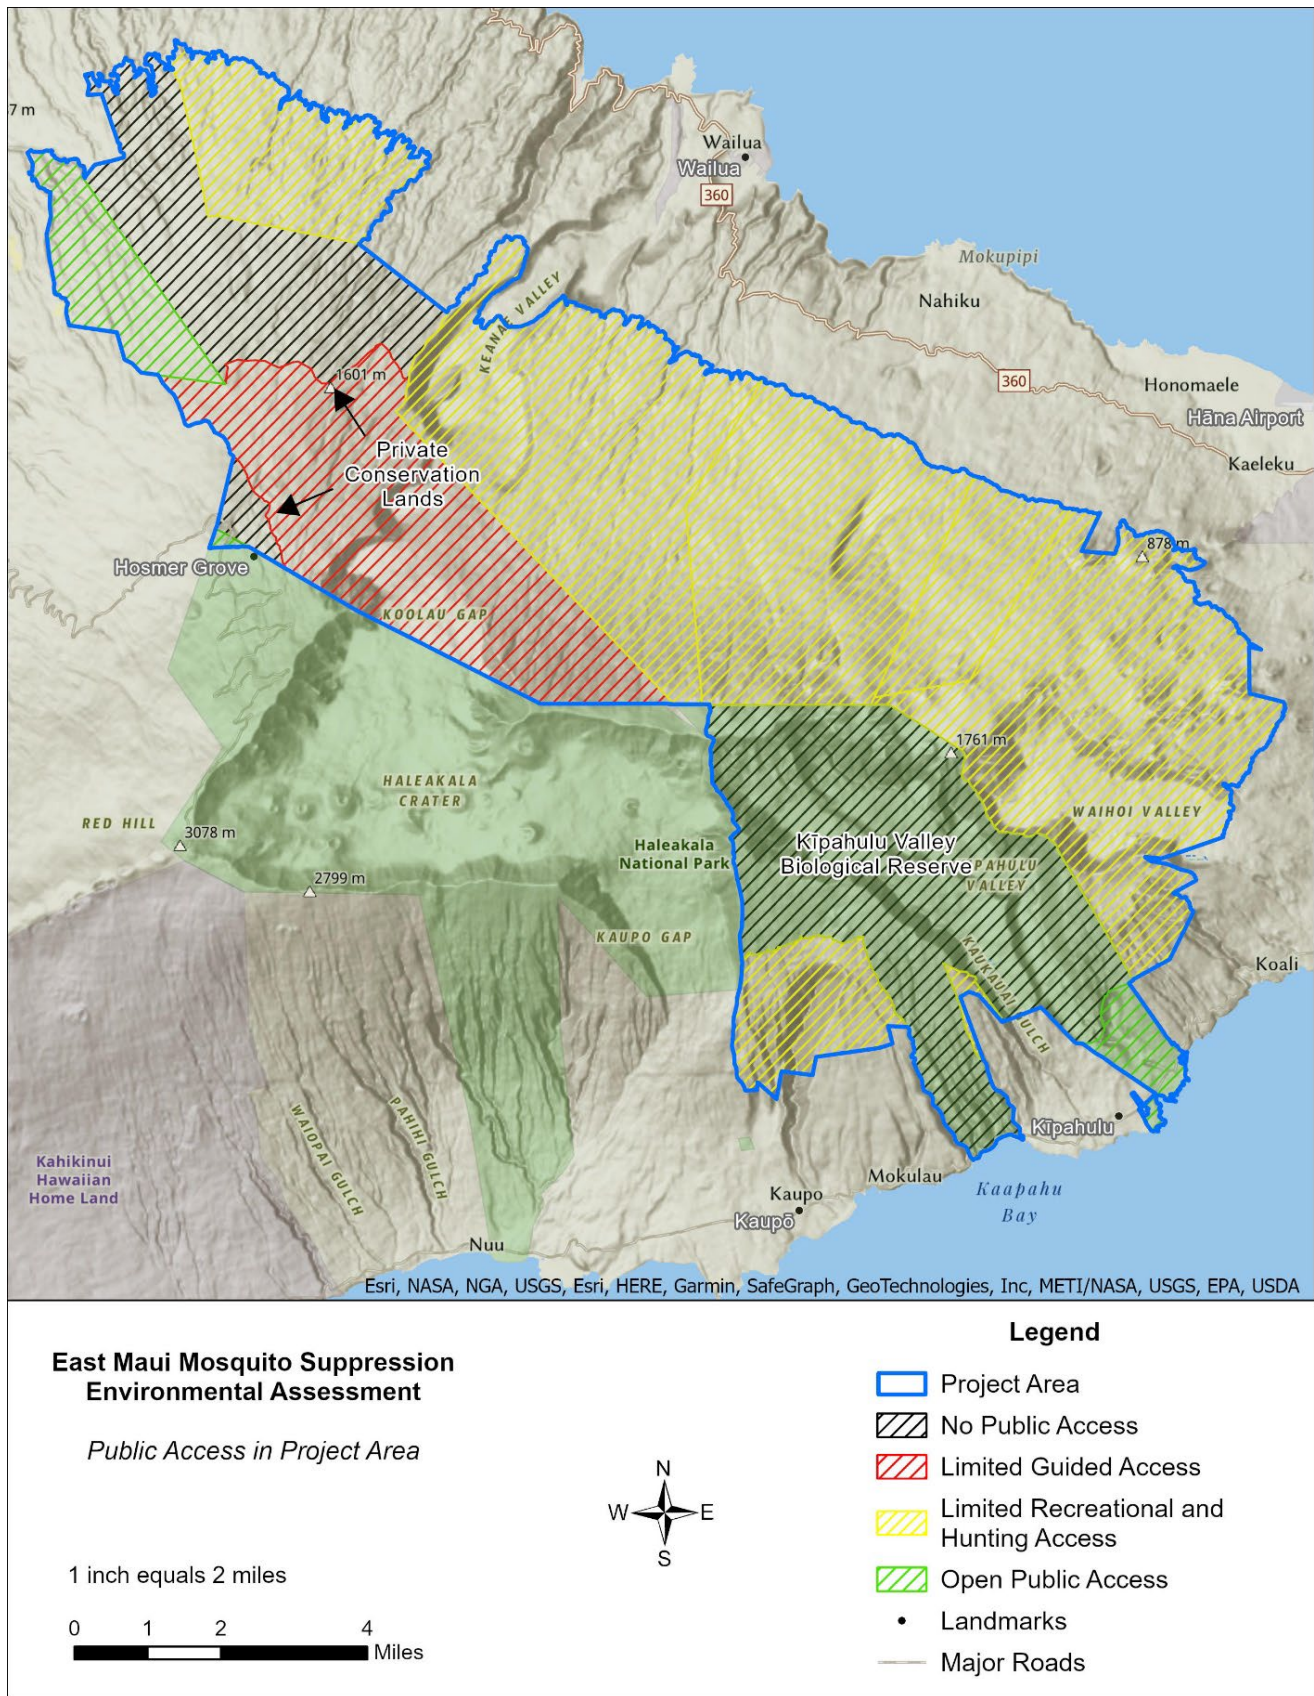 7 m
Wailua
Wailua
360
Mokupipi
Nahiku
KEANAE VALLEY
360
Honomaele
1601 m
Hāna Airport
Kaeleku
Private
Conservation
Lands
878 m
Hosmer Grove
KOOLAU GAP
1761 m
HALEAKALA
CRATER
RED HILL
3078 m
WAIHOI VALLEY
Haleakala
National Park
Kīpahulu Valley
Biological Reserve
PAHULU
VALLEY
2799 m
KAUPO GAP
KAUKAUAI GULCH
Koali
WAIOPAI GULCH
PAHIHI GULCH
Kīpahulu
Kahikinui
Hawaiian
Home Land
Mokulau
Kaapahu
Bay
Kaupo
Kaupō
Nuu
Esri, NASA, NGA, USGS, Esri, HERE, Garmin, SafeGraph, GeoTechnologies, Inc, METI/NASA, USGS, EPA, USDA
East Maui Mosquito Suppression
Environmental Assessment
Public Access in Project Area
1 inch equals 2 miles
0 1 2 4
Miles
N
W E
S
Legend
Project Area
No Public Access
Limited Guided Access
Limited Recreational and
Hunting Access
Open Public Access
Landmarks
Major Roads